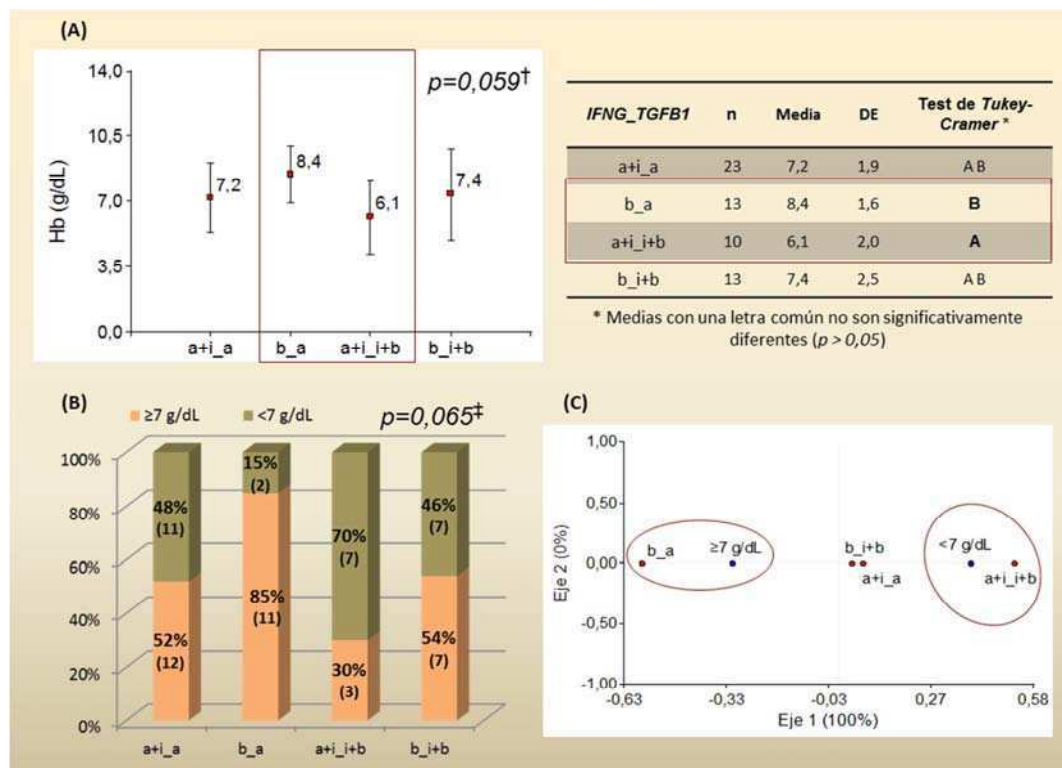 (A)
p=0,059†
Hb (g/dL)
14,0
10,5
7,0
3,5
0,0
7,2
8,4
6,1
7,4
a+i_a b_a a+i_i+b b_i+b
IFNG_TGFB1 n Media DE Test de Tukey-
Cramer *
a+i_a 23 7,2 1,9 A B
b_a 13 8,4 1,6 B
a+i_i+b 10 6,1 2,0 A
b_i+b 13 7,4 2,5 A B
* Medias con una letra común no son significativamente
diferentes (p > 0,05)
(B)
≥7 g/dL <7 g/dL
p=0,065‡
100%
80%
60%
40%
20%
0%
48%
(11)
52%
(12)
15%
(2)
85%
(11)
70%
(7)
30%
(3)
46%
(7)
54%
(7)
a+i_a b_a a+i_i+b b_i+b
(C)
Eje 2 (0%)
1,00
0,50
0,00
-0,50
-1,00
b_a ≥7 g/dL b_i+b <7 g/dL
a+i_a a+i_i+b
-0,63 -0,33 -0,03 0,27 0,58
Eje 1 (100%)